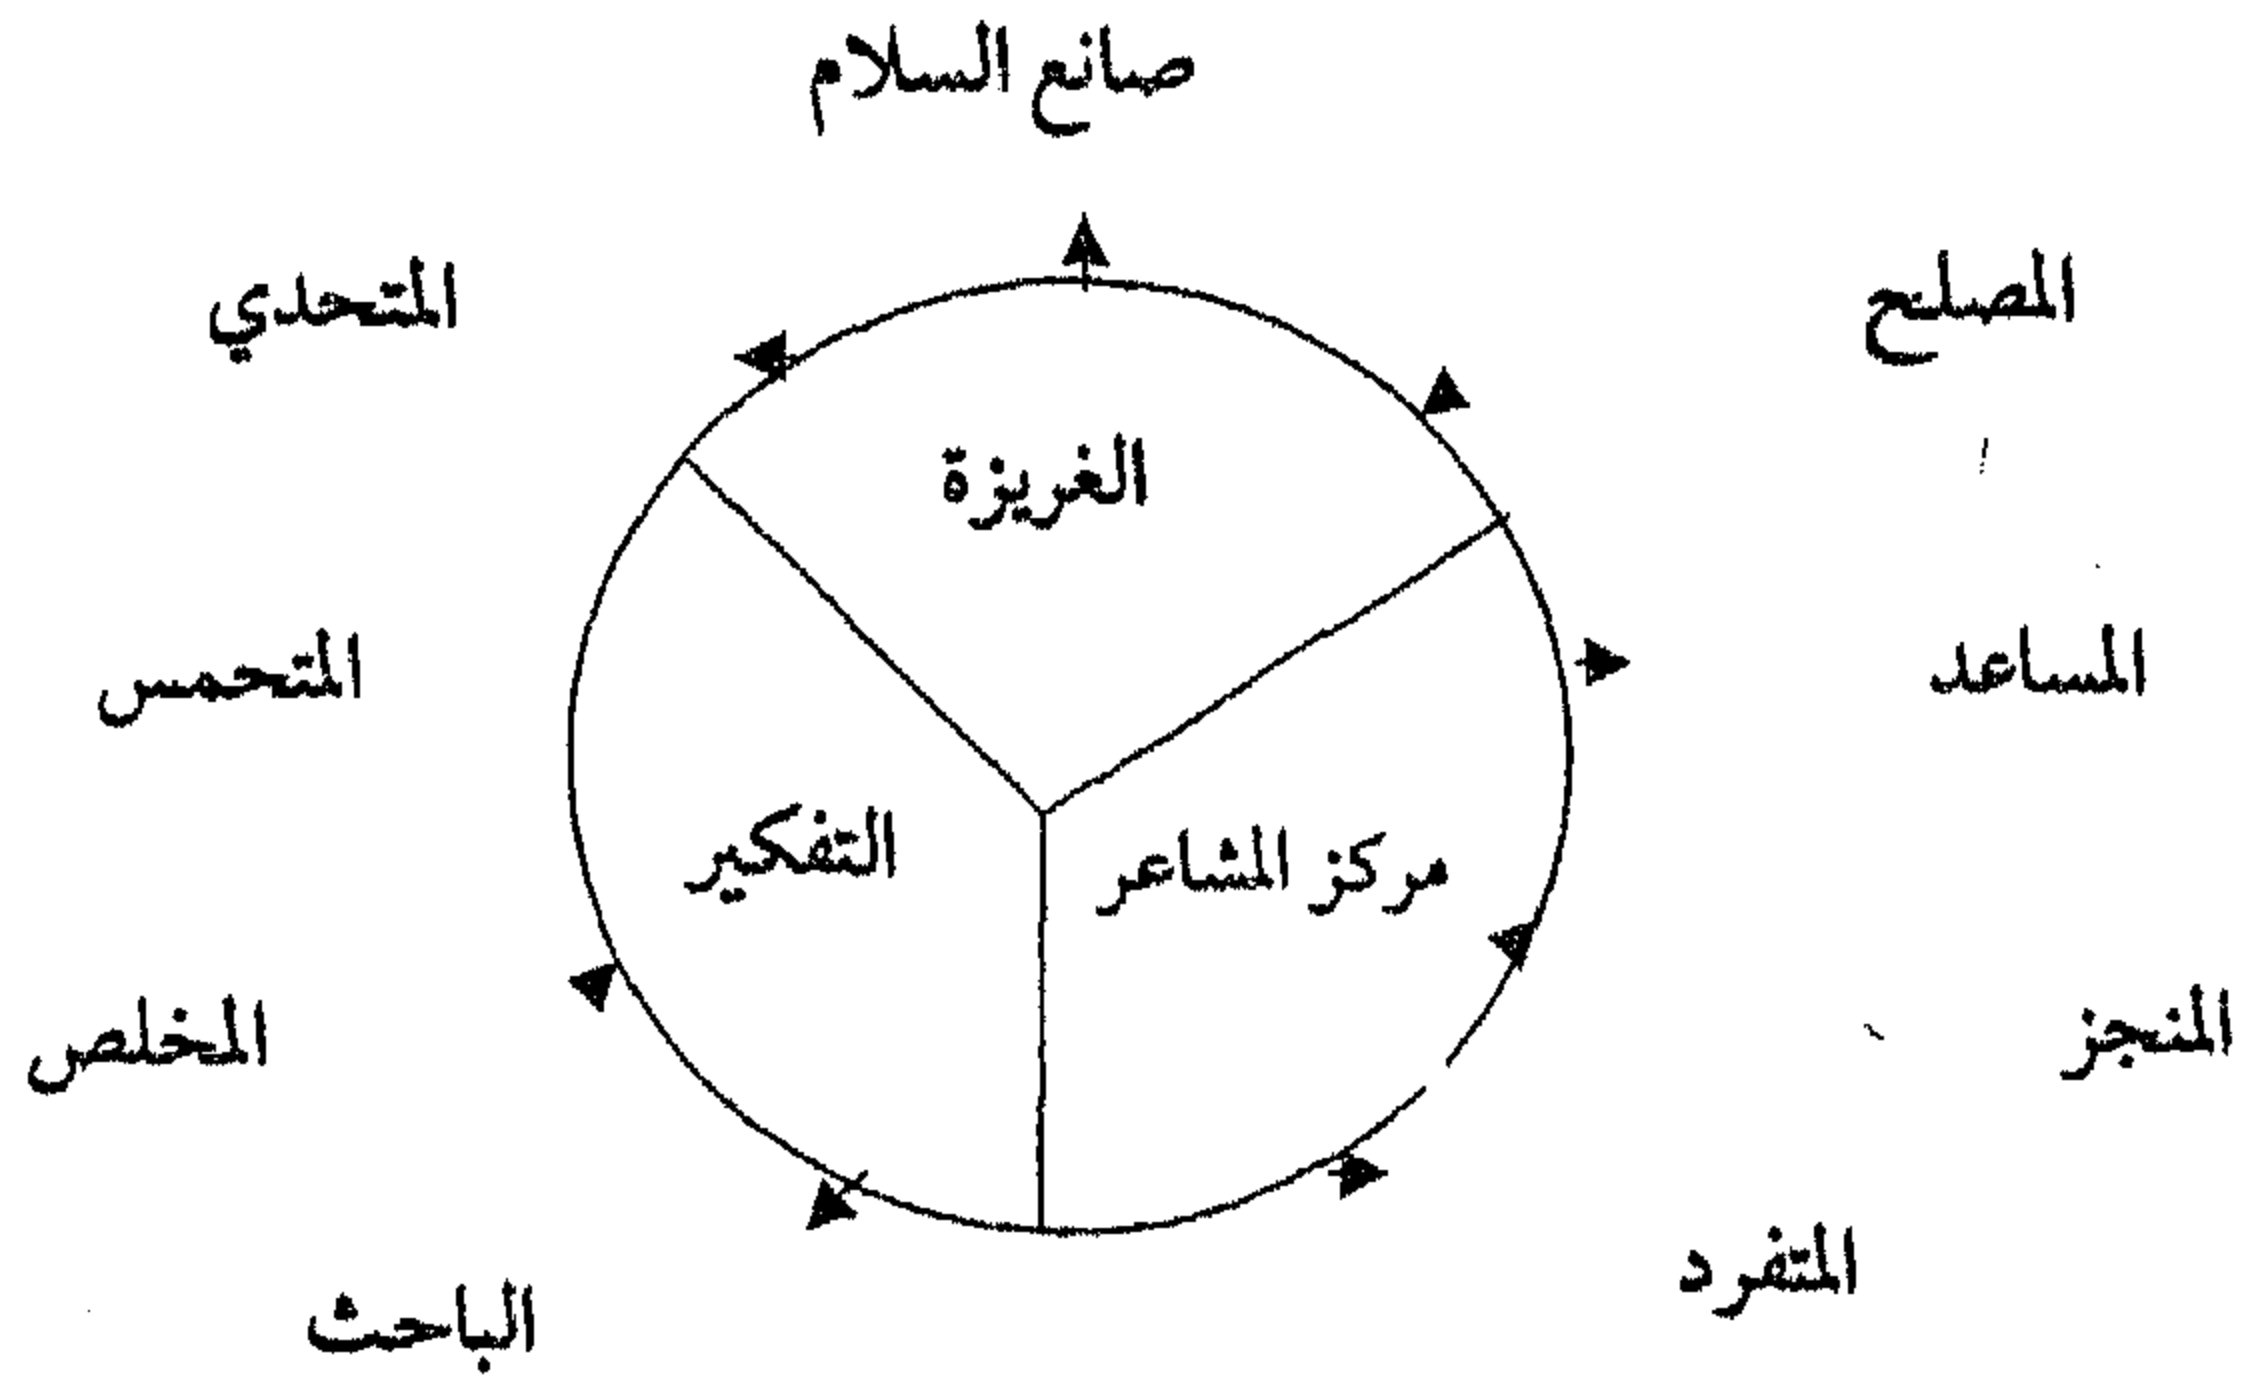 صانع السلام
المصلح
المتحدي
الغريزة
المساعد
المتحمس
مركز المشاعر
التفكير
المنجز
المخلص
المتفرد
الباحث